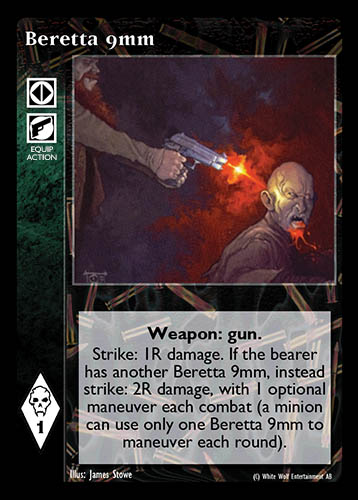 Beretta 9mm
EQUIP
ACTION
Weapon: gun.
Strike: 1R damage. If the bearer
has another Beretta 9mm, instead
strike: 2R damage, with 1 optional
maneuver each combat (a minion
can use only one Beretta 9mm to
maneuver each round).
1
Illus: James Stowe
(C) White Wolf Entertainment AB